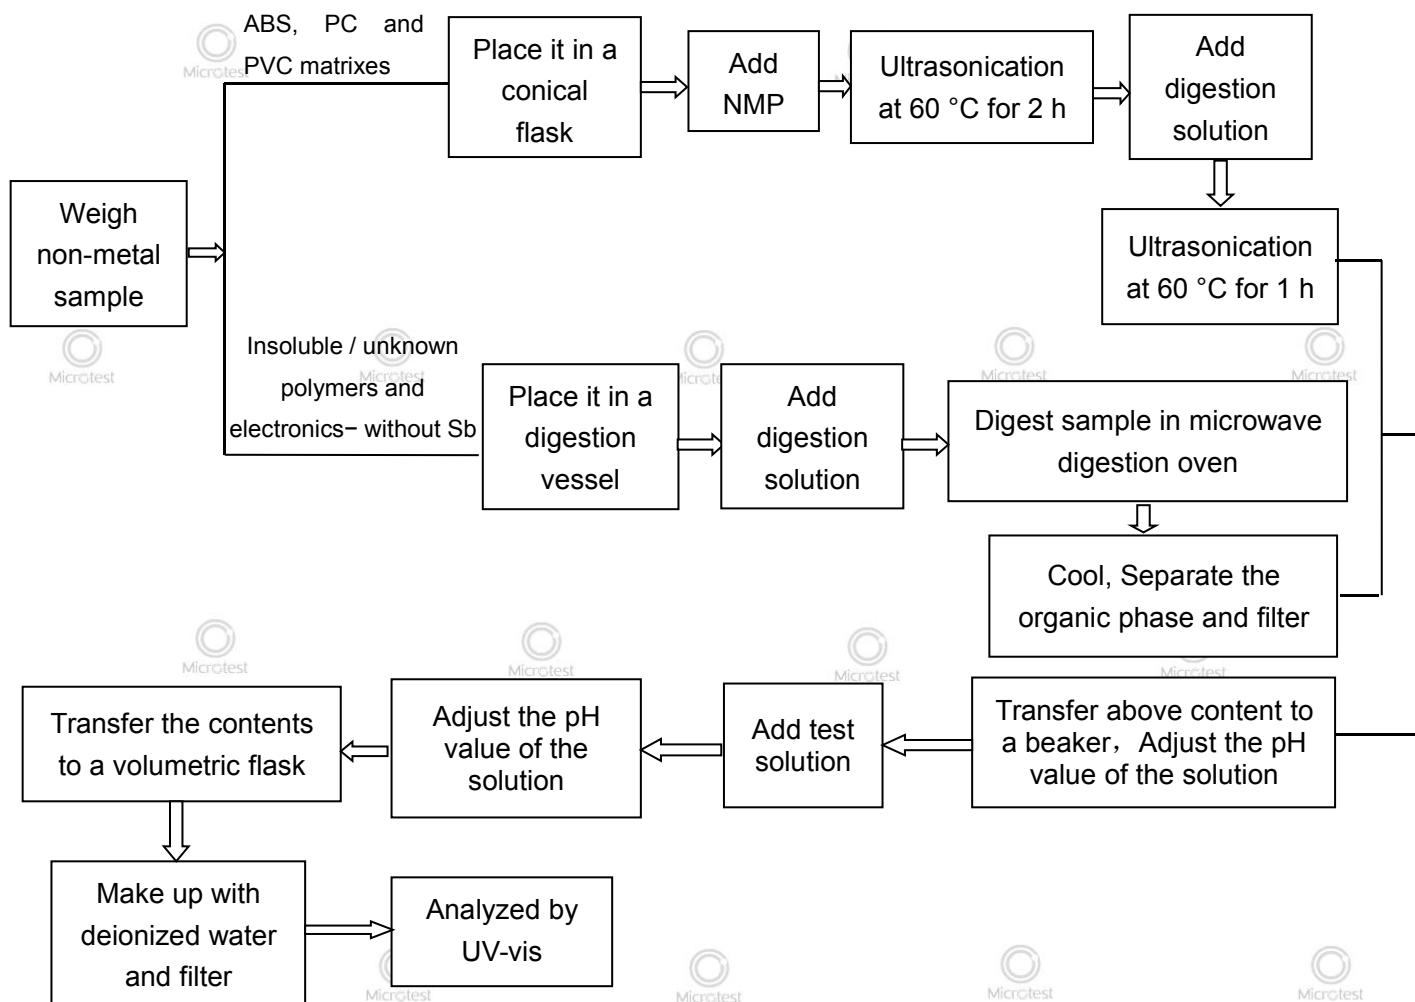 ABS, PC and
PVC matrixes
Place it in a
conical
flask
Add
NMP
Ultrasonication
at 60 °C for 2 h
Add
digestion
solution
Weigh
non-metal
sample
Ultrasonication
at 60 °C for 1 h
Insoluble / unknown
polymers and
electronics− without Sb
Place it in a
digestion
vessel
Add
digestion
solution
Digest sample in microwave
digestion oven
Cool, Separate the
organic phase and filter
Transfer above content to
a beaker，Adjust the pH
value of the solution
Add test
solution
Adjust the pH
value of the
solution
Transfer the contents
to a volumetric flask
Make up with
deionized water
and filter
Analyzed by
UV-vis
Microtest
Microtest
Microtest
Microtest
Microtest
Microtest
Microtest
Microtest
Microtest
Microtest
Microtest
Microtest
Microtest
Microtest